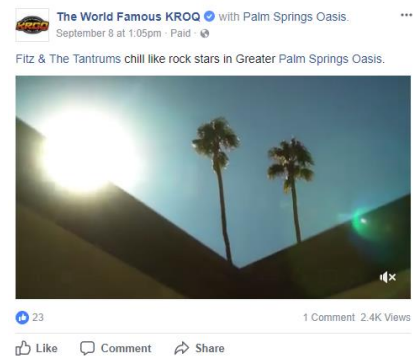 The World Famous KROQ with Palm Springs Oasis.
September 8 at 1:05pm · Paid ·
Fitz & The Tantrums chill like rock stars in Greater Palm Springs Oasis.
23
1 Comment 2.4K Views
Like Comment Share